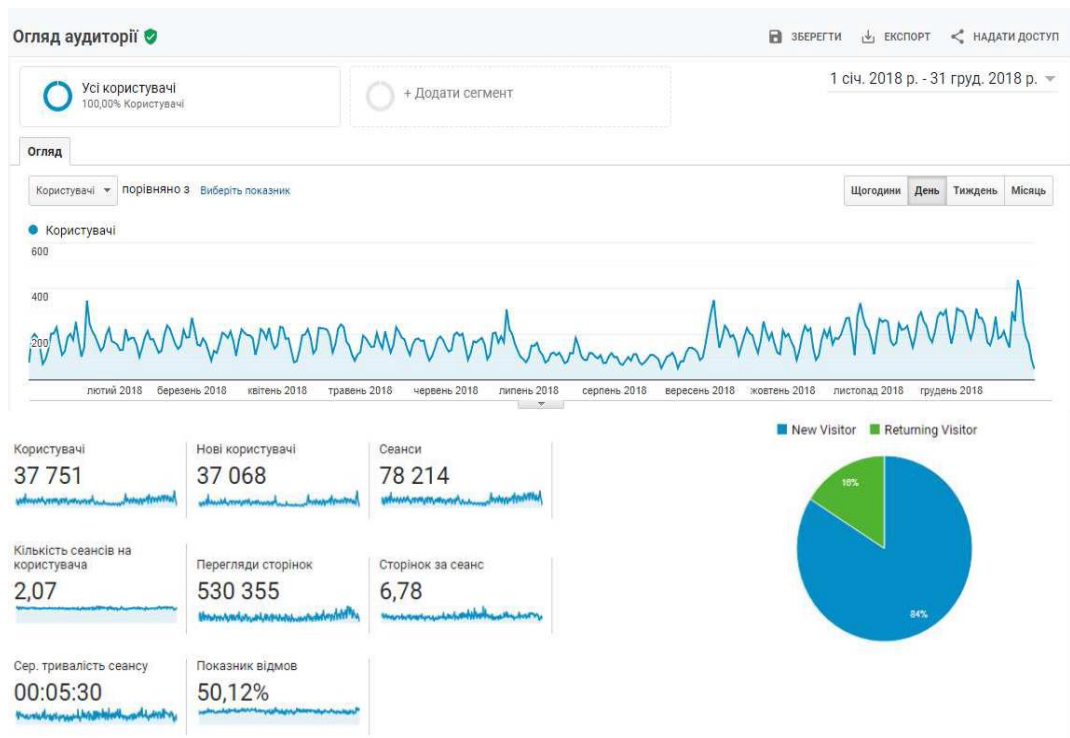 Огляд аудиторії
ЗБЕРЕГТИ ЕКСПОРТ НАДАТИ ДОСТУП
Усі користувачі
100,00% Користувачі
+ Додати сегмент
1 січ. 2018 р. - 31 груд. 2018 р.
Огляд
Користувачі порівняно з Виберіть показник
Щогодини День Тиждень Місяць
Користувачі
600
400
200
лютий 2018 березень 2018 квітень 2018 травень 2018 червень 2018 липень 2018 серпень 2018 вересень 2018 жовтень 2018 листопад 2018 грудень 2018
New Visitor Returning Visitor
Користувачі
37 751
Нові користувачі
37 068
Сеанси
78 214
Кількість сеансів на
користувача
2,07
Перегляди сторінок
530 355
Сторінок за сеанс
6,78
Сер. тривалість сеансу
00:05:30
Показник відмов
50,12%
16%
84%